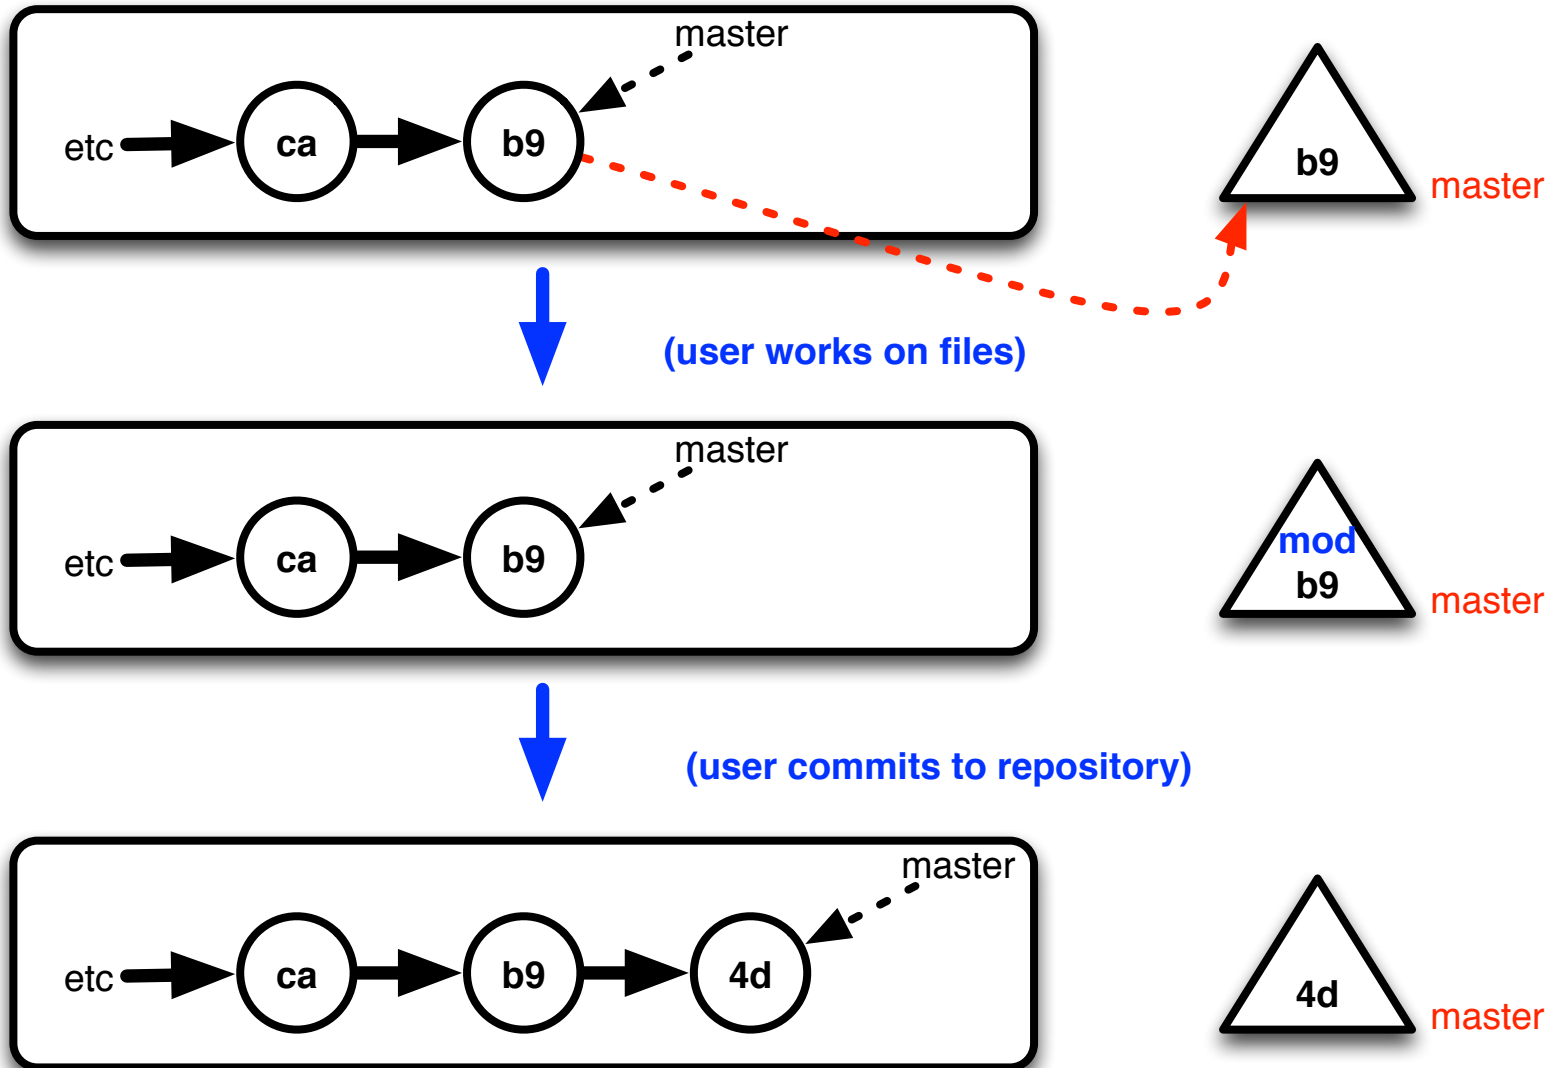 master
etc
ca
b9
b9
master
(user works on files)
master
etc
ca
b9
mod
b9
master
(user commits to repository)
master
etc
ca
b9
4d
4d
master